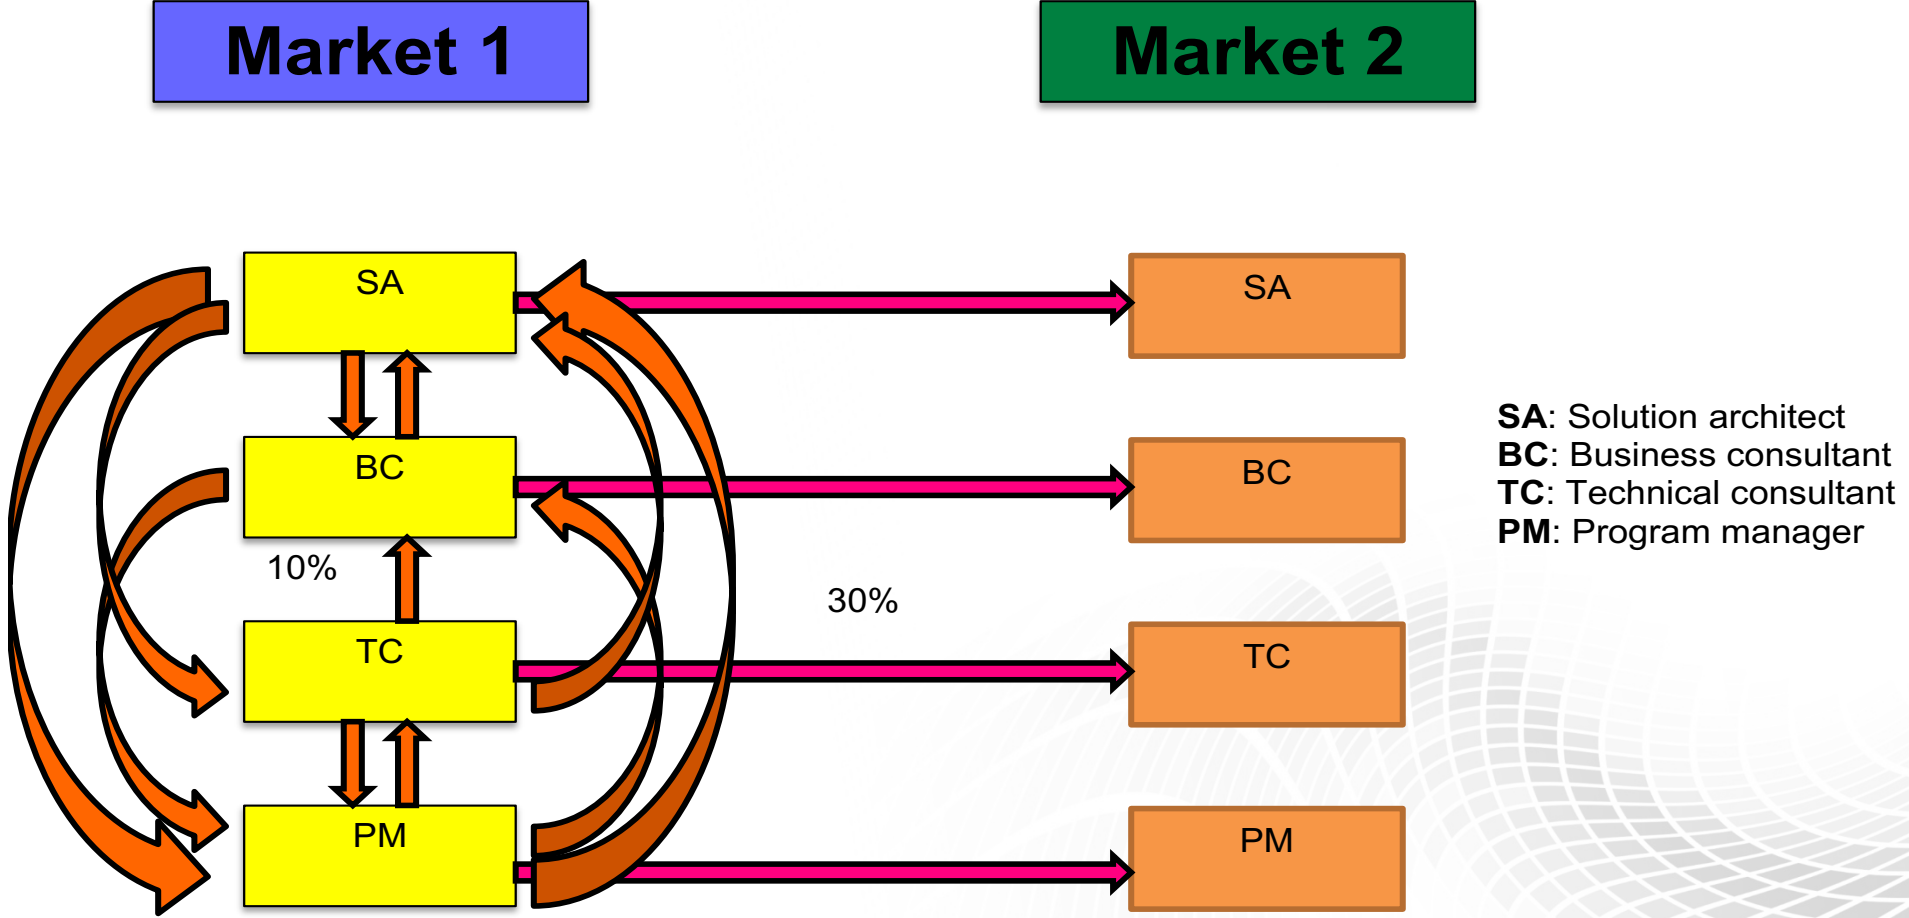 Market 1
Market 2
SA
SA
BC
BC
10%
30%
TC
TC
PM
PM
SA: Solution architect
BC: Business consultant
TC: Technical consultant
PM: Program manager